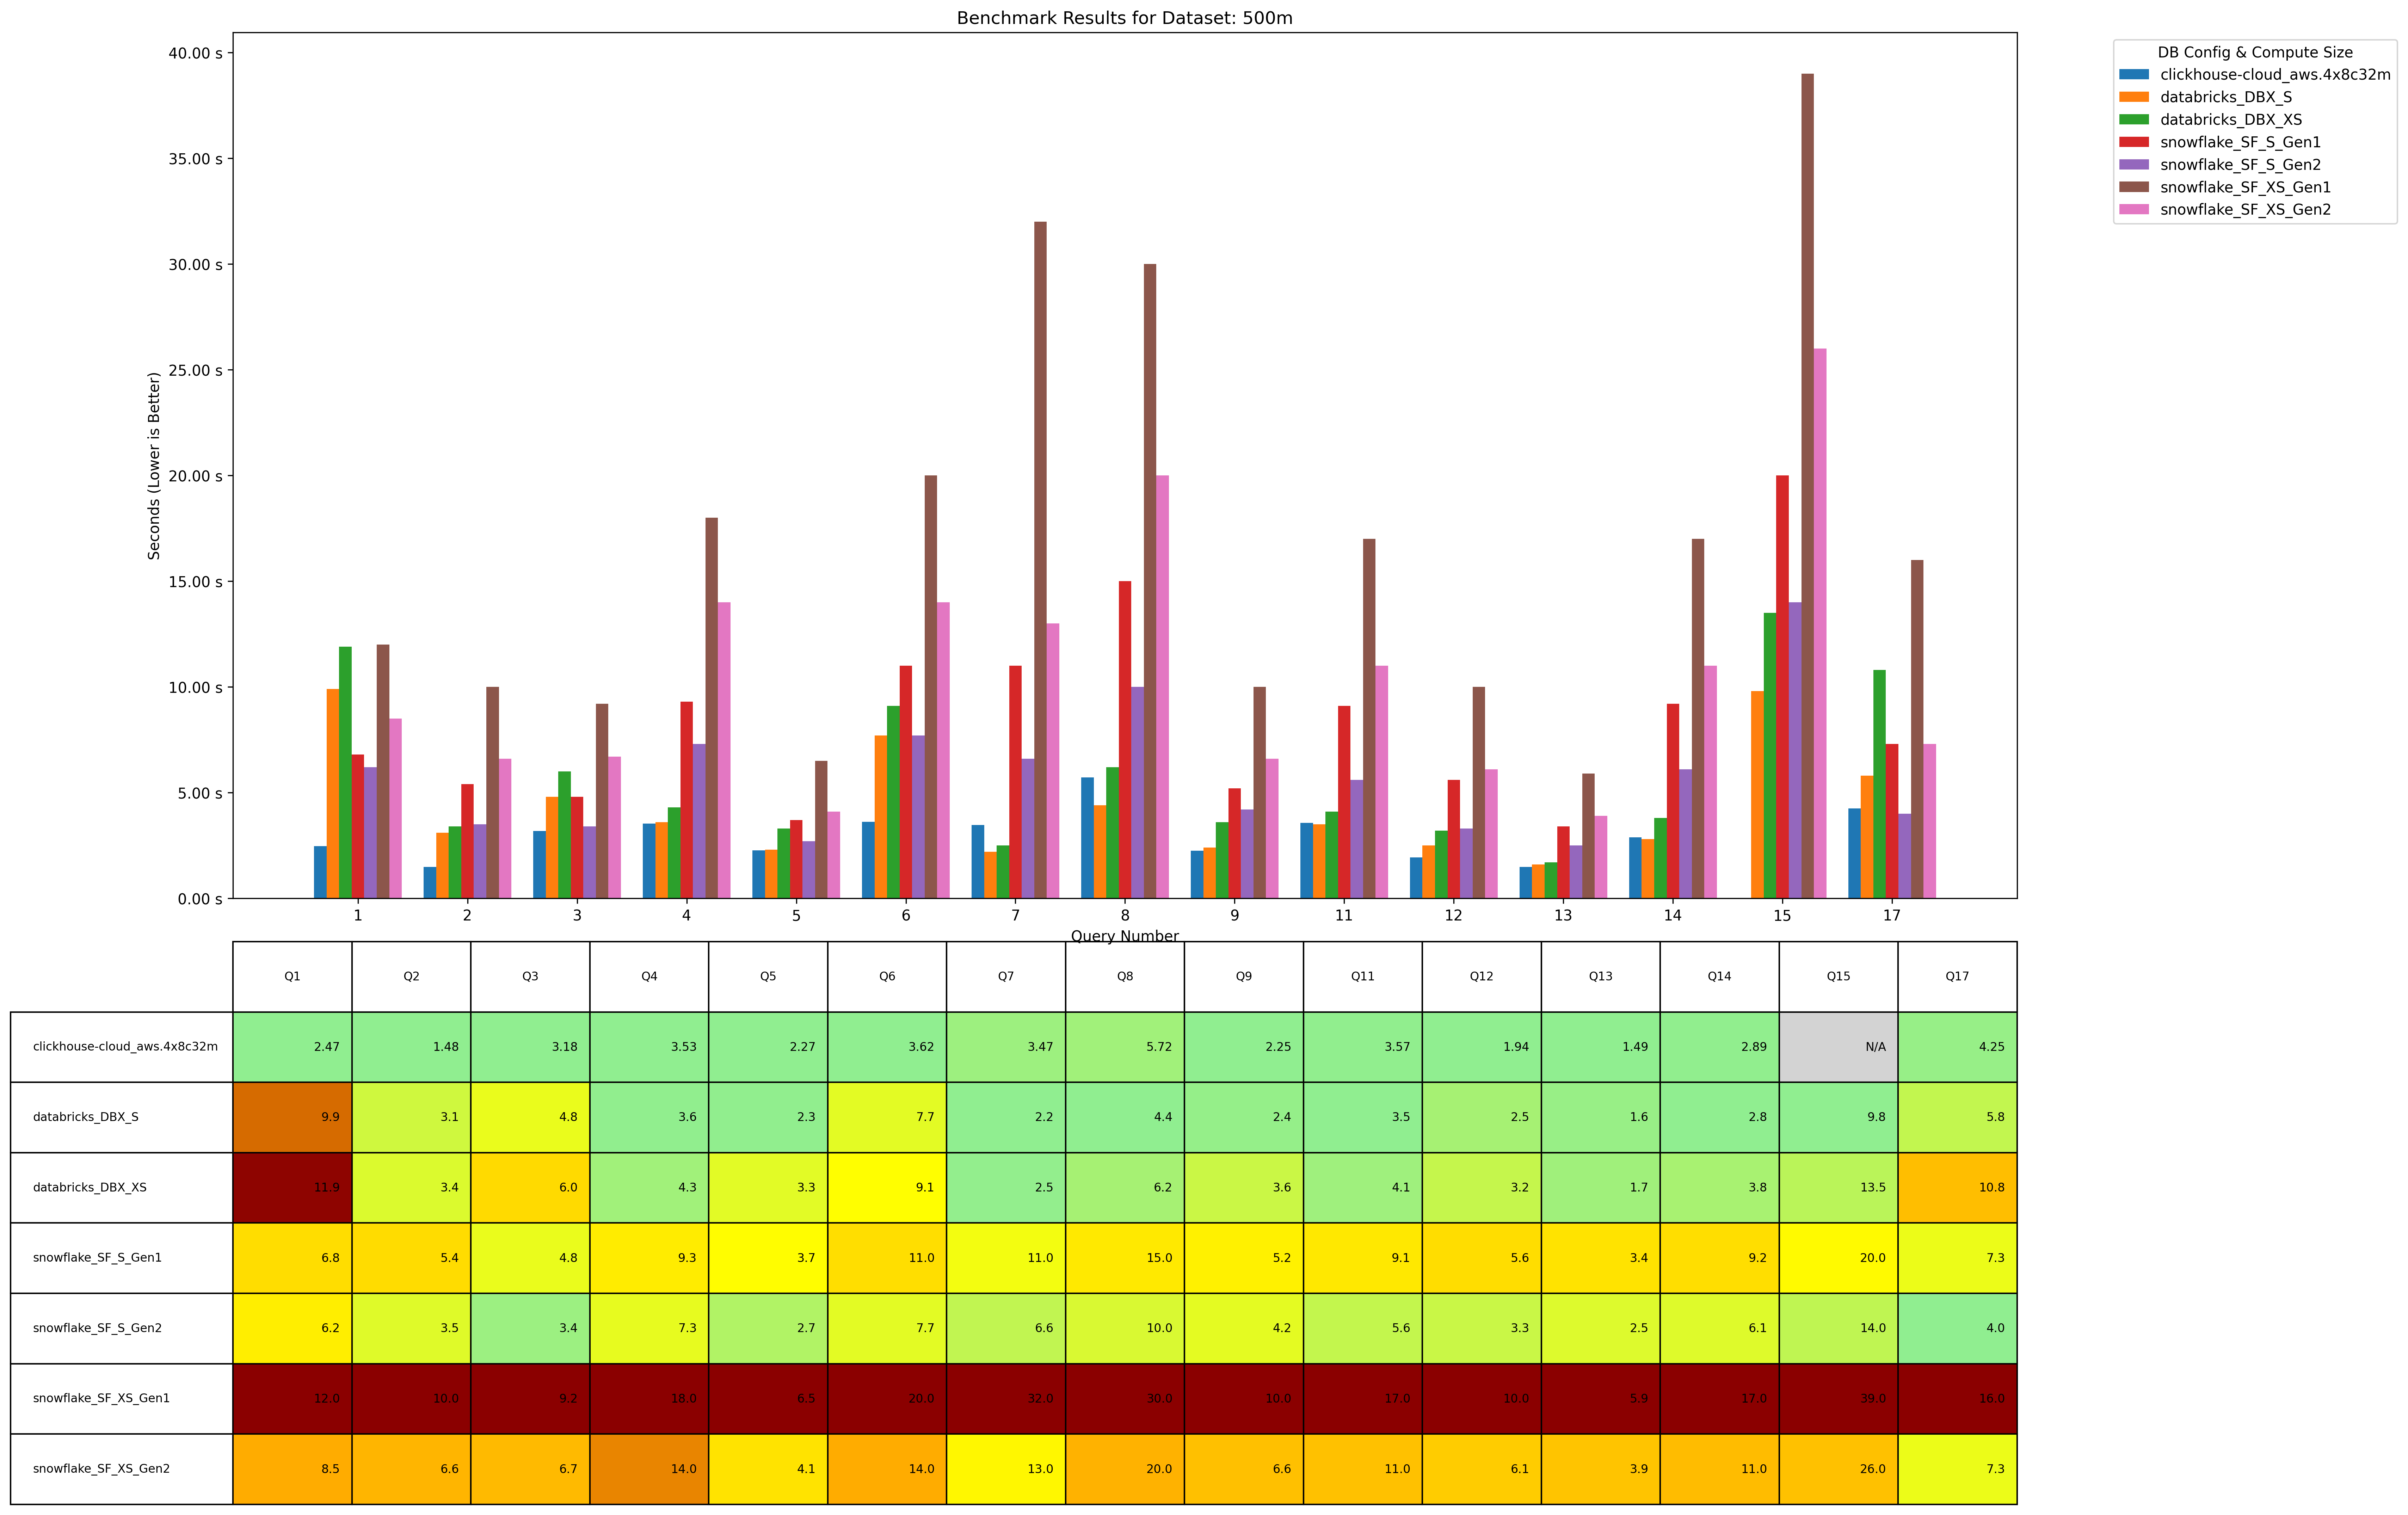 Benchmark Results for Dataset: 500m
40.00 s
35.00 s
30.00 s
25.00 s
20.00 s
15.00 s
10.00 s
5.00 s
0.00 s
Seconds (Lower is Better)
DB Config & Compute Size
clickhouse-cloud_aws.4x8c32m
databricks_DBX_S
databricks_DBX_XS
snowflake_SF_S_Gen1
snowflake_SF_S_Gen2
snowflake_SF_XS_Gen1
snowflake_SF_XS_Gen2
1 2 3 4 5 6 7 8 9 11 12 13 14 15 17
Query Number
Q1 Q2 Q3 Q4 Q5 Q6 Q7 Q8 Q9 Q11 Q12 Q13 Q14 Q15 Q17
clickhouse-cloud_aws.4x8c32m 2.47 1.48 3.18 3.53 2.27 3.62 3.47 5.72 2.25 3.57 1.94 1.49 2.89 N/A 4.25
databricks_DBX_S 9.9 3.1 4.8 3.6 2.3 7.7 2.2 4.4 2.4 3.5 2.5 1.6 2.8 9.8 5.8
databricks_DBX_XS 11.9 3.4 6.0 4.3 3.3 9.1 2.5 6.2 3.6 4.1 3.2 1.7 3.8 13.5 10.8
snowflake_SF_S_Gen1 6.8 5.4 4.8 9.3 3.7 11.0 11.0 15.0 5.2 9.1 5.6 3.4 9.2 20.0 7.3
snowflake_SF_S_Gen2 6.2 3.5 3.4 7.3 2.7 7.7 6.6 10.0 4.2 5.6 3.3 2.5 6.1 14.0 4.0
snowflake_SF_XS_Gen1 12.0 10.0 9.2 18.0 6.5 20.0 32.0 30.0 10.0 17.0 10.0 5.9 17.0 39.0 16.0
snowflake_SF_XS_Gen2 8.5 6.6 6.7 14.0 4.1 14.0 13.0 20.0 6.6 11.0 6.1 3.9 11.0 26.0 7.3